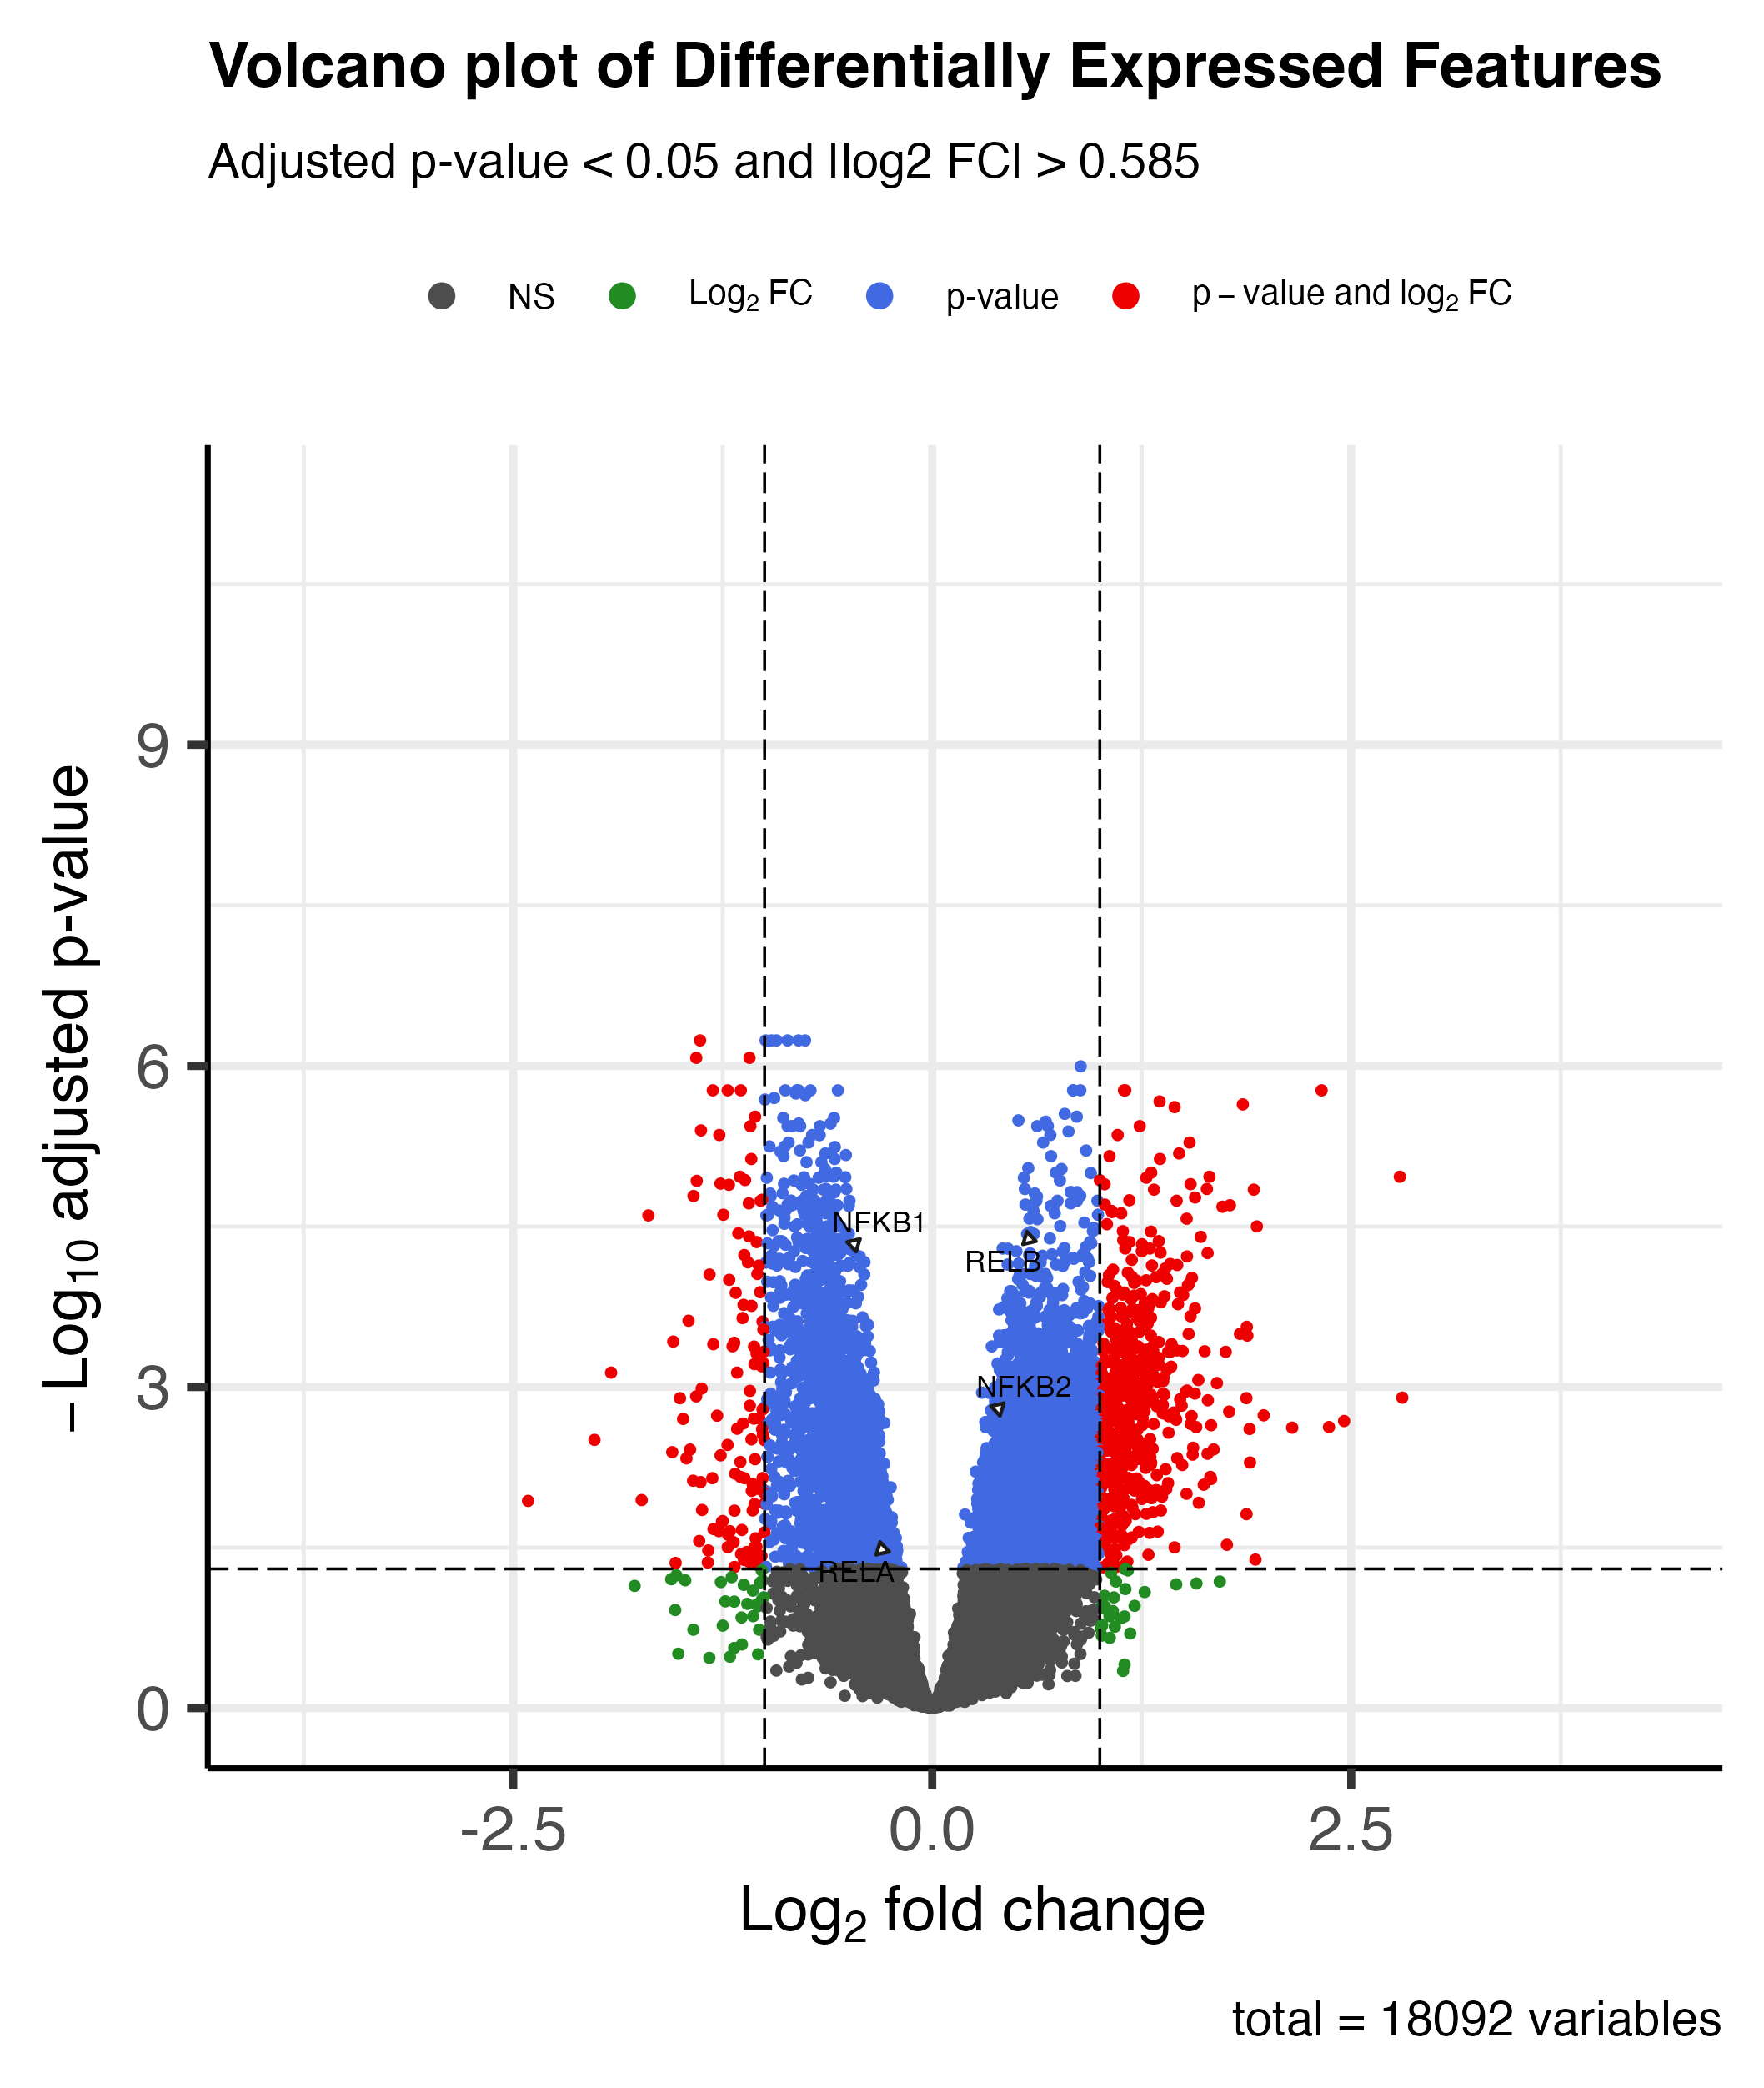 Volcano plot of Differentially Expressed Features
Adjusted p-value < 0.05 and |log2 FC| > 0.585
NS
Log₂ FC
p-value
p − value and log₂ FC
− Log₁₀ adjusted p-value
9
6
3
0
NFKB1
RELB
NFKB2
RELA
-2.5
0.0
2.5
Log₂ fold change
total = 18092 variables